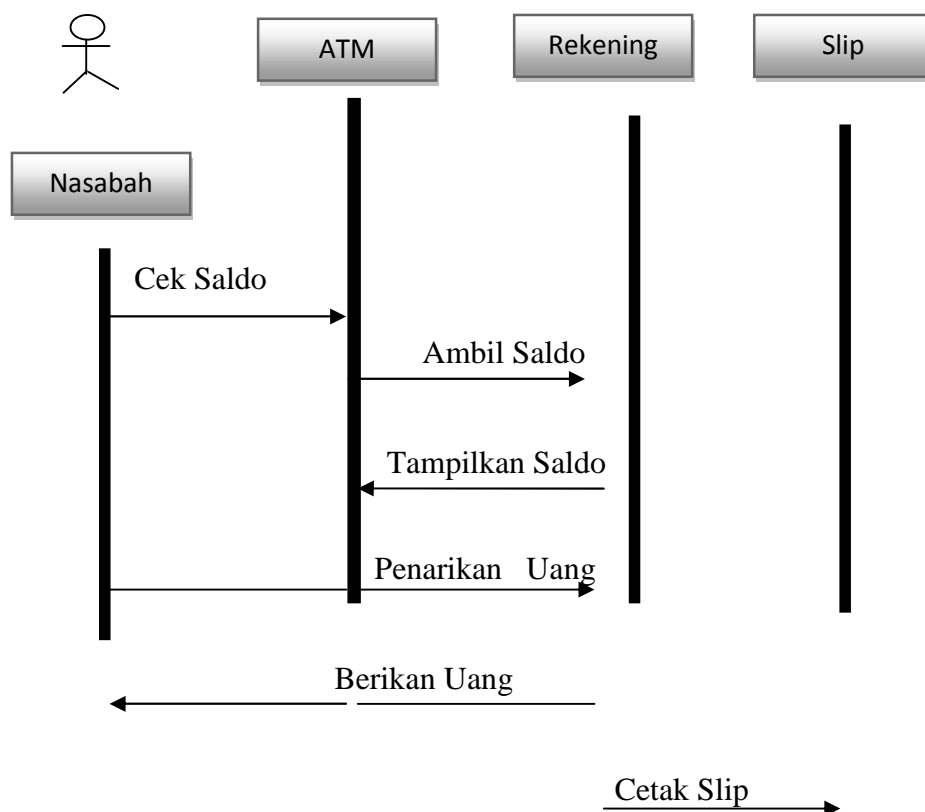 ATM
Rekening
Slip
Nasabah
Cek Saldo
Ambil Saldo
Tampilkan Saldo
Penarikan Uang
Berikan Uang
Cetak Slip